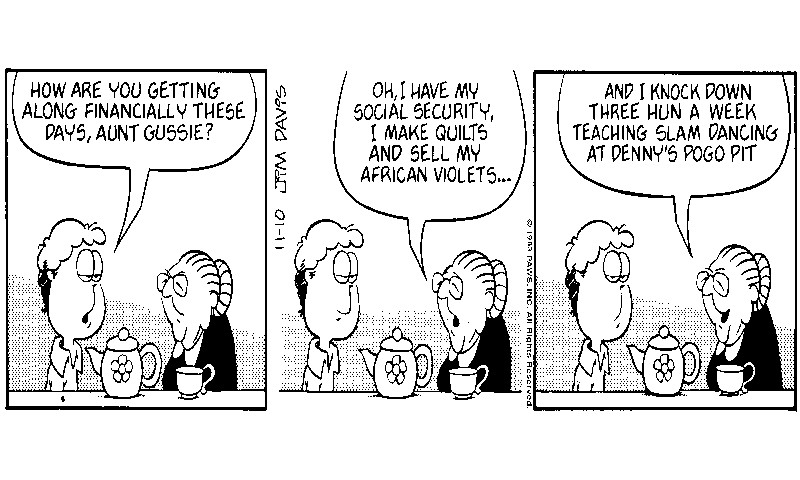 HOW ARE YOU GETTING
ALONG FINANCIALLY THESE
DAYS, AUNT GUSSIE?
11-10 JIM DAVIS
OH, I HAVE MY
SOCIAL SECURITY,
I MAKE QUILTS
AND SELL MY
AFRICAN VIOLETS...
© 1983 PAWS, INC. All Rights Reserved.
AND I KNOCK DOWN
THREE HUN A WEEK
TEACHING SLAM DANCING
AT DENNY'S POGO PIT